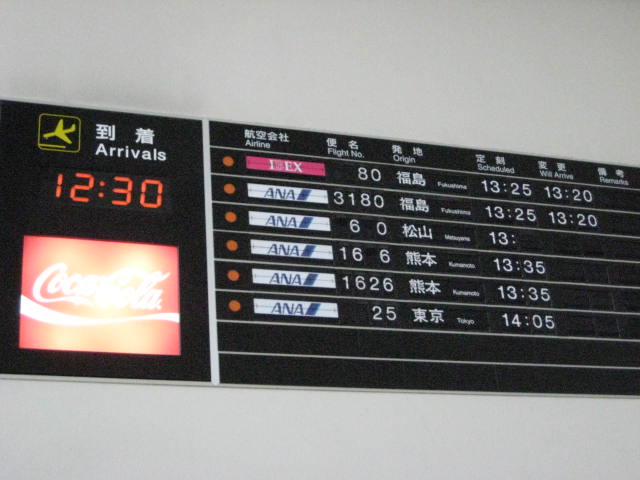 到着
Arrivals
12:30
Coca-Cola
航空会社 便名 発地 定刻 変更 備考
Airline Flight No. Origin Scheduled Will Arrive Remarks
80 福島 Fukushima 13:25 13:20
ANA 3180 福島 Fukushima 13:25 13:20
ANA 6 0 松山 Matsuyama 13:
ANA 16 6 熊本 Kumamoto 13:35
ANA 1626 熊本 Kumamoto 13:35
ANA 25 東京 Tokyo 14:05